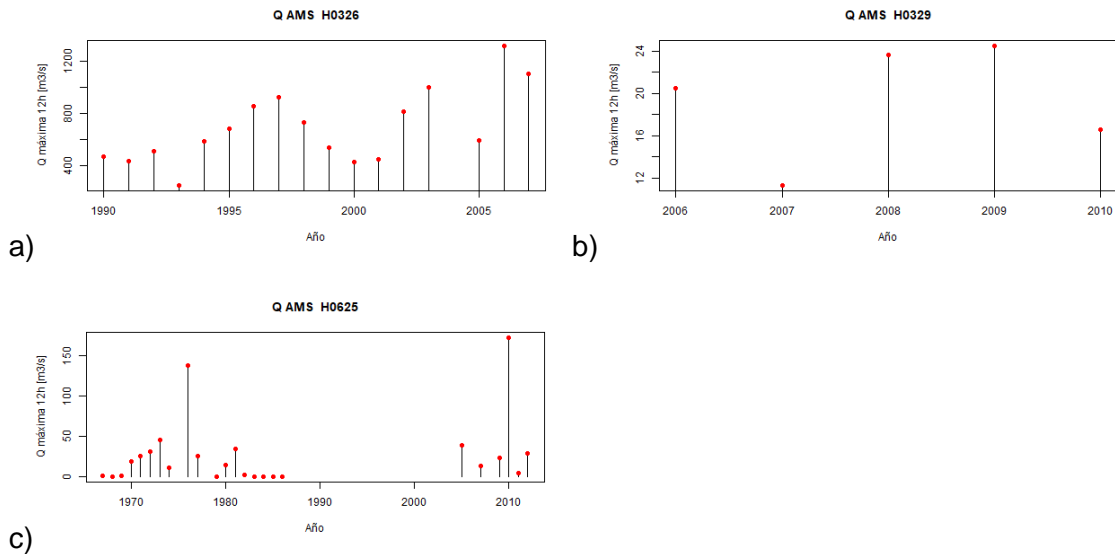 Q AMS H0326
Q máxima 12h [m3/s]
1200
800
400
1990
1995
2000
2005
Año
a)
Q AMS H0329
Q máxima 12h [m3/s]
24
20
16
12
2006
2007
2008
2009
2010
Año
b)
Q AMS H0625
Q máxima 12h [m3/s]
150
100
50
0
1970
1980
1990
2000
2010
Año
c)